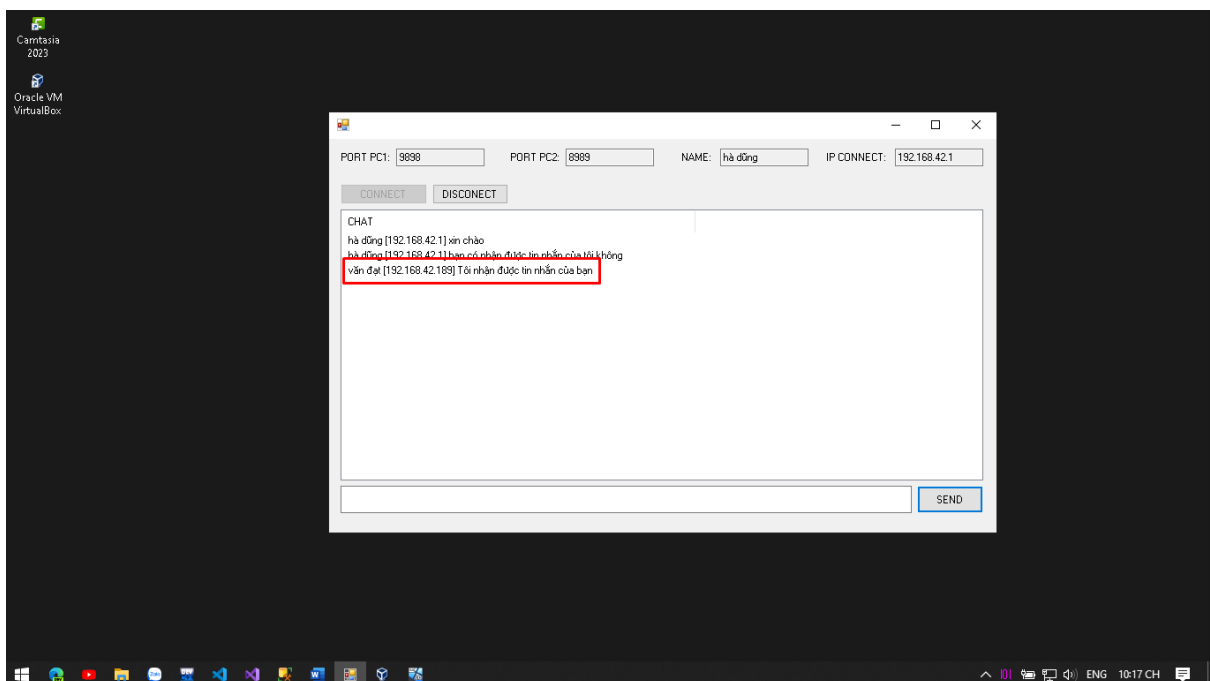 Camtasia
2023
Oracle VM
VirtualBox
PORT PC1: 9898 PORT PC2: 8989 NAME: hà dũng IP CONNECT: 192.168.42.1
CONNECT DISCONECT
CHAT
hà dũng [192.168.42.1] xin chào
hà dũng [192.168.42.1] bạn có nhận được tin nhắn của tôi không
văn đạt [192.168.42.189] Tôi nhận được tin nhắn của bạn
SEND
ENG 10:17 CH